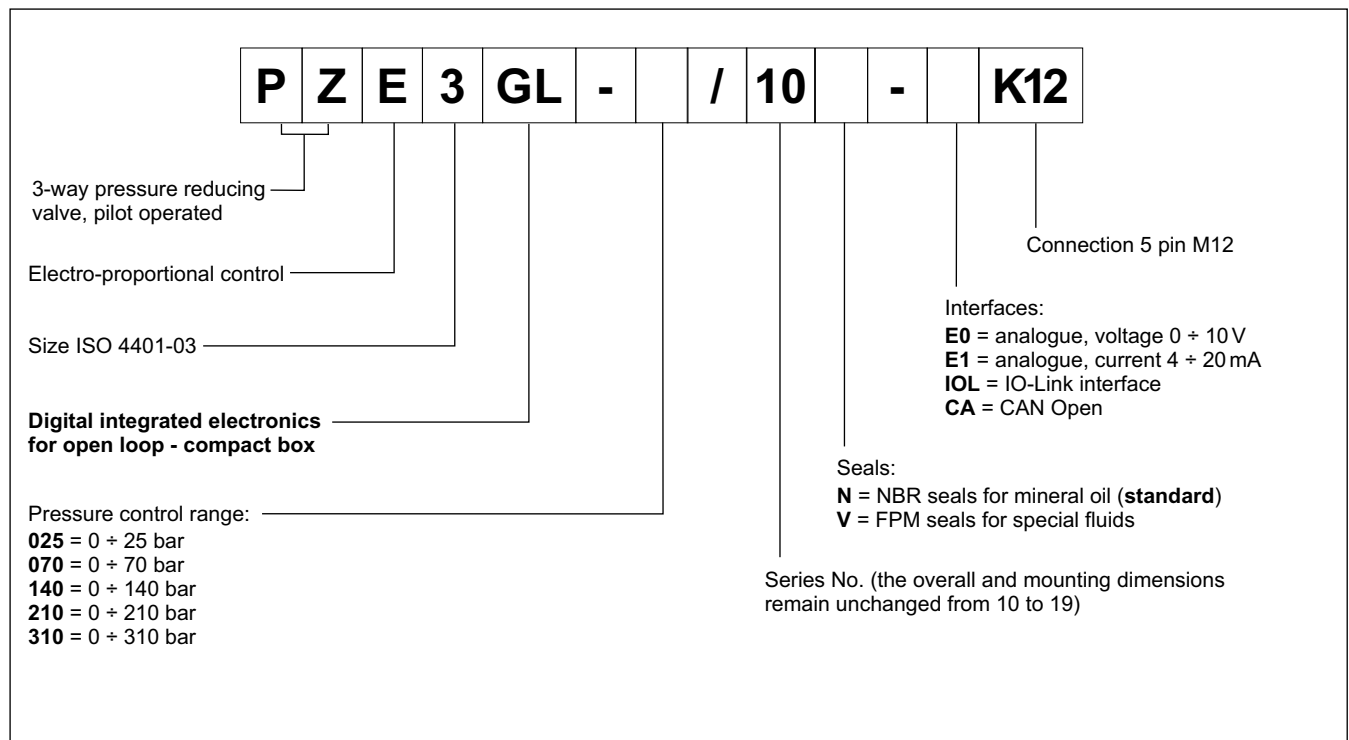 P Z E 3 GL - / 10 - K12
3-way pressure reducing
valve, pilot operated
Electro-proportional control
Size ISO 4401-03
Digital integrated electronics
for open loop - compact box
Pressure control range:
025 = 0 ÷ 25 bar
070 = 0 ÷ 70 bar
140 = 0 ÷ 140 bar
210 = 0 ÷ 210 bar
310 = 0 ÷ 310 bar
Connection 5 pin M12
Interfaces:
E0 = analogue, voltage 0 ÷ 10 V
E1 = analogue, current 4 ÷ 20 mA
IOL = IO-Link interface
CA = CAN Open
Seals:
N = NBR seals for mineral oil (standard)
V = FPM seals for special fluids
Series No. (the overall and mounting dimensions
remain unchanged from 10 to 19)